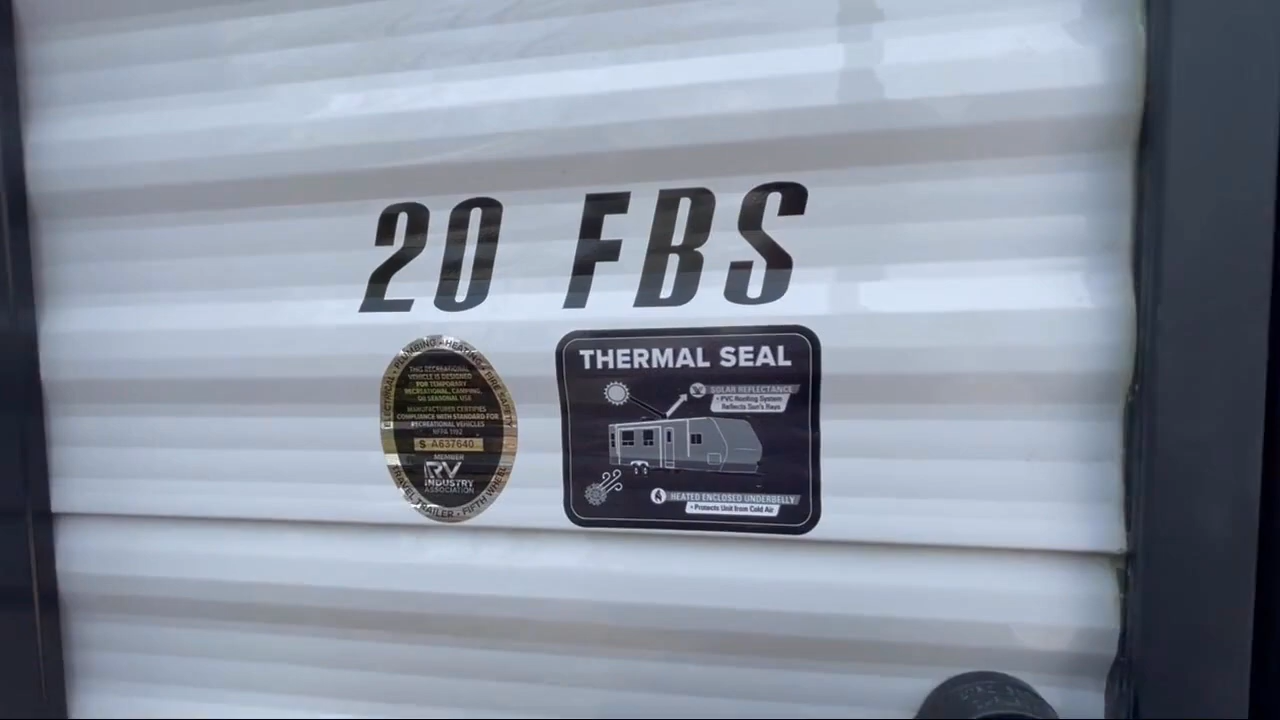 20 FBS
ELECTRICAL • PLUMBING • HEATING • FIRE SAFETY
THIS RECREATIONAL
VEHICLE IS DESIGNED
FOR TEMPORARY
RECREATIONAL, CAMPING,
OR SEASONAL USE
MANUFACTURER CERTIFIES
COMPLIANCE WITH STANDARD FOR
RECREATIONAL VEHICLES
NFPA 1192
S A637640
MEMBER
RV
INDUSTRY
ASSOCIATION
TRAVEL TRAILER • FIFTH WHEEL
THERMAL SEAL
SOLAR REFLECTANCE
• PVC Roofing System
Reflects Sun's Rays
HEATED ENCLOSED UNDERBELLY
• Protects Unit from Cold Air